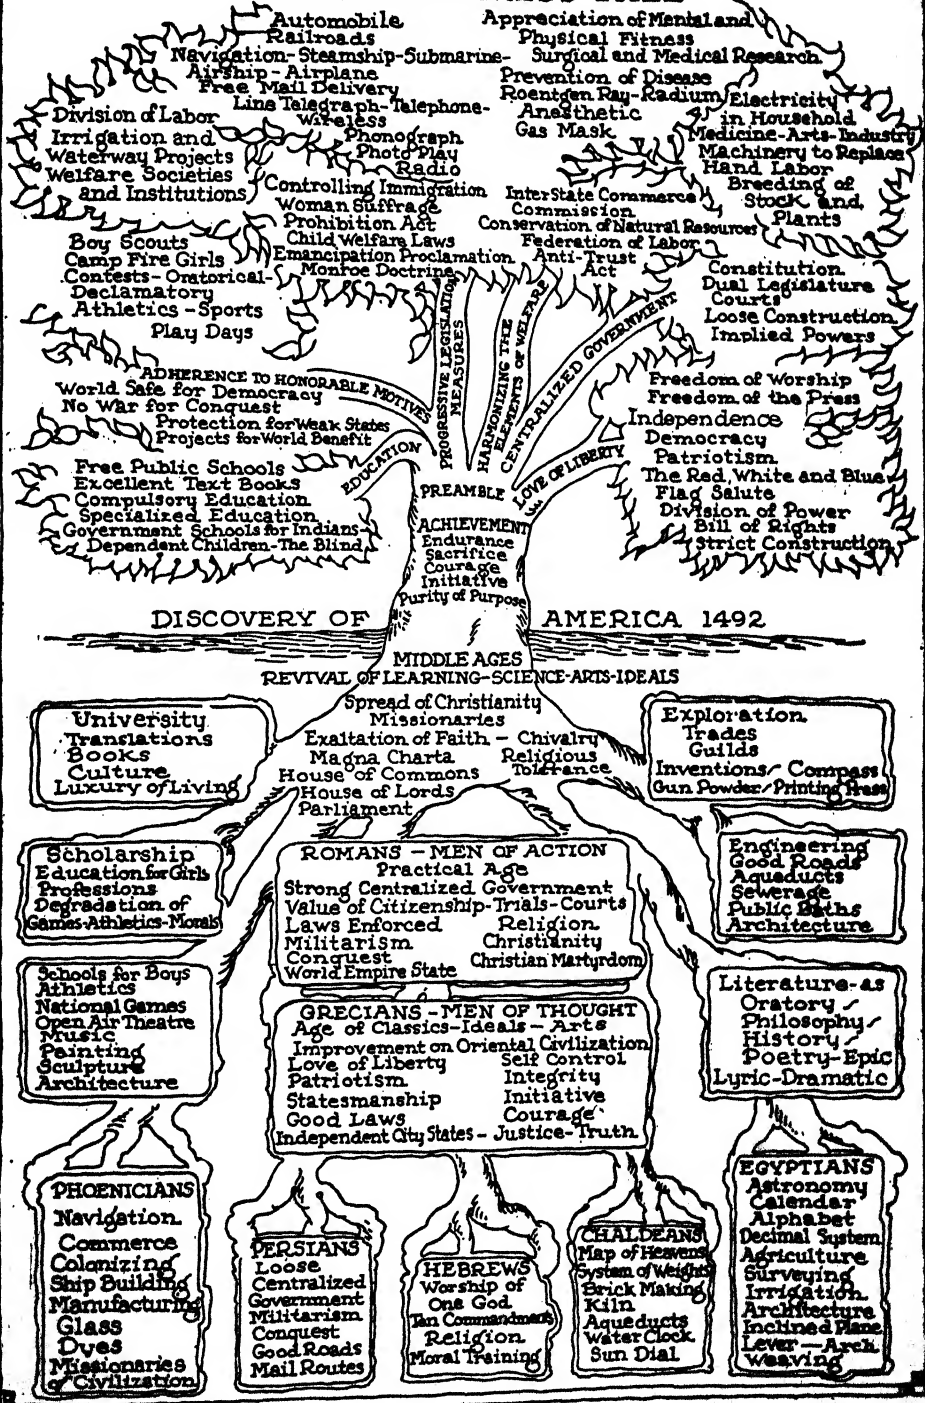 Automobile
Railroads
Navigation-Steamship-Submarine-
Airship-Airplane
Free Mail Delivery
Line Telegraph-Telephone-
Wireless
Phonograph
Photo Play
Radio
Appreciation of Mental and
Physical Fitness
Surgical and Medical Research
Prevention of Disease
Roentgen Ray-Radium
Anesthetic
Gas Mask
Division of Labor
Irrigation and
Waterway Projects
Welfare Societies
and Institutions
Electricity
in Household
Medicine-Arts-Industry
Machinery to Replace
Hand Labor
Breeding of
Stock and
Plants
Controlling Immigration
Woman Suffrage
Prohibition Act
Child Welfare Laws
Emancipation Proclamation
Monroe Doctrine
InterState Commerce
Commission
Conservation of Natural Resources
Federation of Labor
Anti-Trust
Act
Boy Scouts
Camp Fire Girls
Contests-Oratorical-
Declamatory
Athletics-Sports
Play Days
Constitution
Dual Legislature
Courts
Loose Construction
Implied Powers
ADHERENCE TO HONORABLE MOTIVES
World Safe for Democracy
No War for Conquest
Protection for Weak States
Projects for World Benefit
PROGRESSIVE LEGISLATION
MEASURES
HARMONIZING THE
ELEMENTS OF WELFARE
CENTRALIZED GOVERNMENT
LOVE OF LIBERTY
Freedom of Worship
Freedom of the Press
Independence
Democracy
Patriotism
The Red, White and Blue
Flag Salute
Division of Power
Bill of Rights
Strict Construction
EDUCATION
Free Public Schools
Excellent Text Books
Compulsory Education
Specialized Education
Government Schools for Indians-
Dependent Children-The Blind
PREAMBLE
ACHIEVEMENT
Endurance
Sacrifice
Courage
Initiative
Purity of Purpose
DISCOVERY OF AMERICA 1492
MIDDLE AGES
REVIVAL OF LEARNING-SCIENCE-ARTS-IDEALS
Spread of Christianity
Missionaries
Exaltation of Faith - Chivalry
Magna Charta
House of Commons
House of Lords
Parliament
Religious
Tolerance
University
Translations
Books
Culture
Luxury of Living
Exploration
Trades
Guilds
Inventions/Compass
Gun Powder/Printing Press
Scholarship
Education for Girls
Professions
Degradation of
Games-Athletics-Morals
ROMANS - MEN OF ACTION
Practical Age
Strong Centralized Government
Value of Citizenship-Trials-Courts
Laws Enforced
Militarism
Conquest
World Empire State
Religion
Christianity
Christian Martyrdom
Engineering
Good Roads
Aqueducts
Sewerage
Public Baths
Architecture
Schools for Boys
Athletics
National Games
Open Air Theatre
Music
Painting
Sculpture
Architecture
GRECIANS - MEN OF THOUGHT
Age of Classics-Ideals-Arts
Improvement on Oriental Civilization
Love of Liberty
Patriotism
Statesmanship
Good Laws
Self Control
Integrity
Initiative
Courage
Independent City States - Justice-Truth
Literature-as
Oratory/
Philosophy/
History/
Poetry-Epic
Lyric-Dramatic
PHOENICIANS
Navigation
Commerce
Colonizing
Ship Building
Manufacturing
Glass
Dyes
Missionaries
of Civilization
PERSIANS
Loose
Centralized
Government
Militarism
Conquest
Good Roads
Mail Routes
HEBREWS
Worship of
One God
Ten Commandments
Religion
Moral Training
CHALDEANS
Map of Heavens
System of Weights
Brick Making
Kiln
Aqueducts
Water Clock
Sun Dial
EGYPTIANS
Astronomy
Calendar
Alphabet
Decimal System
Agriculture
Surveying
Irrigation
Architecture
Inclined Plane
Lever-Arch
Weaving